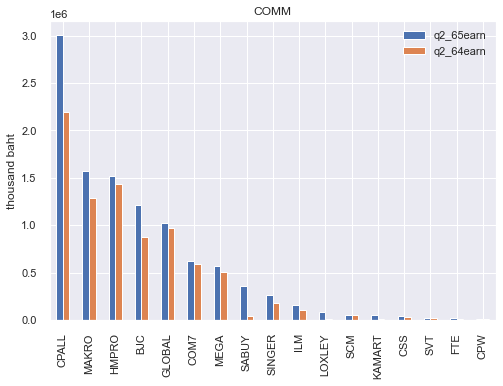 COMM
1e6
q2_65earn
q2_64earn
thousand baht
3.0
2.5
2.0
1.5
1.0
0.5
0.0
CPALL
MAKRO
HMPRO
BJC
GLOBAL
COM7
MEGA
SABUY
SINGER
ILM
LOXLEY
SCM
KAMART
CSS
SVT
FTE
CPW